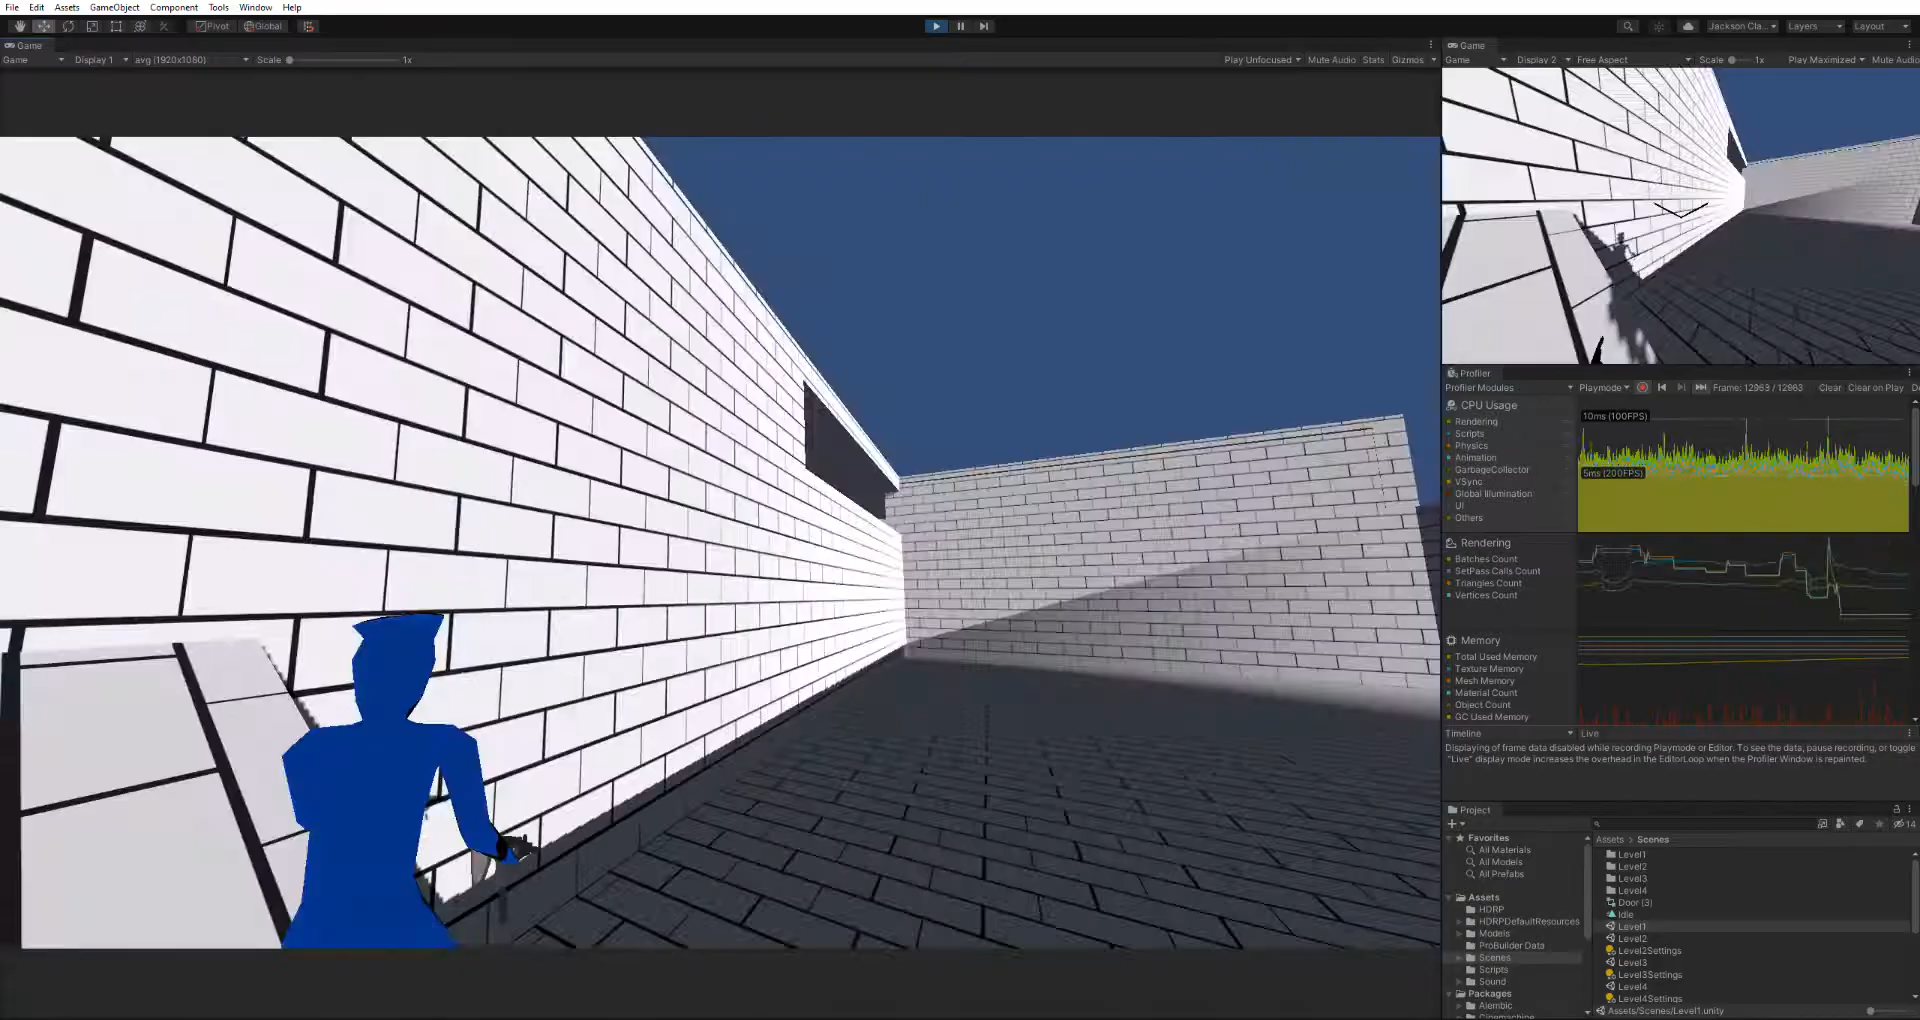 File Edit Assets GameObject Component Tools Window Help
Pivot Global Jackson Cla... Layers Layout
Game
Game Display 1 avg (1920x1080) Scale 1x Play Unfocused Mute Audio Stats Gizmos
Game
Game Display 2 Free Aspect Scale 1x Play Maximized Mute Audio
Profiler
Profiler Modules Playmode Frame: 12963 / 12963 Clear Clear on Play
CPU Usage
Rendering
Scripts
Physics
Animation
GarbageCollector
VSync
Global Illumination
UI
Others
10ms (100FPS)
5ms (200FPS)
Rendering
Batches Count
SetPass Calls Count
Triangles Count
Vertices Count
Memory
Total Used Memory
Texture Memory
Mesh Memory
Material Count
Object Count
GC Used Memory
Timeline Live
Displaying of frame data disabled while recording Playmode or Editor. To see the data, pause recording, or toggle
"Live" display mode increases the overhead in the EditorLoop when the Profiler Window is repainted.
Project
14
Favorites
All Materials
All Models
All Prefabs
Assets
HDRP
HDRPDefaultResources
Models
ProBuilder Data
Scenes
Scripts
Sound
Packages
Alembic
Cinemachine
Assets > Scenes
Level1
Level2
Level3
Level4
Door (3)
Idle
Level1
Level2
Level2Settings
Level3
Level3Settings
Level4
Level4Settings
Assets/Scenes/Level1.unity